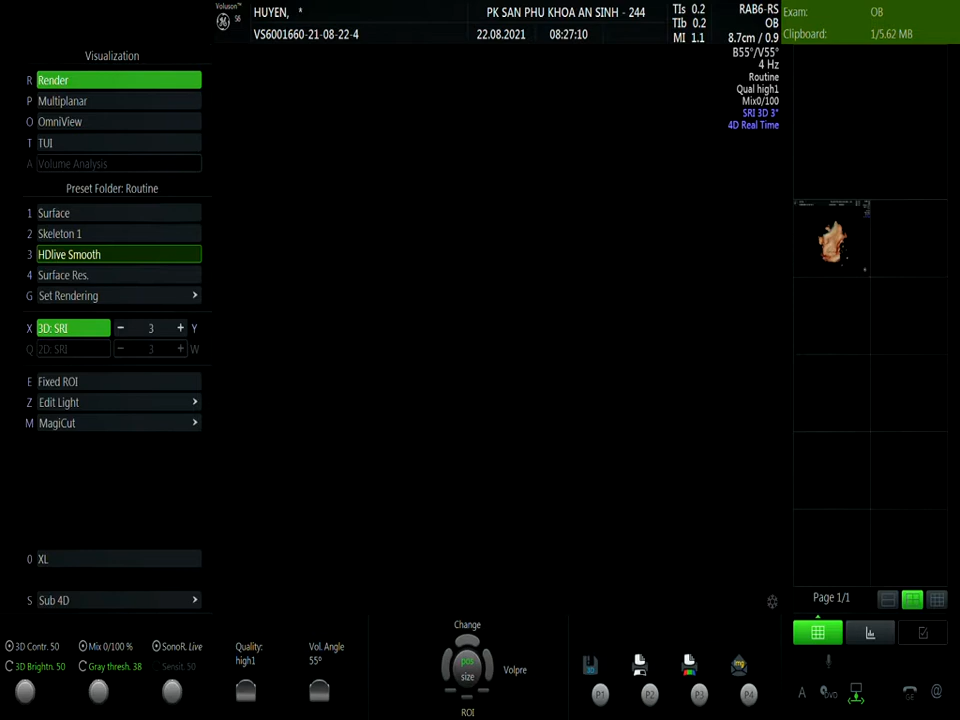 Voluson™
S6
HUYEN, *
PK SAN PHU KHOA AN SINH - 244
VS6001660-21-08-22-4
22.08.2021
08:27:10
TIs 0.2
TIb 0.2
MI 1.1
RAB6-RS
OB
8.7cm / 0.9
B55°/V55°
4 Hz
Routine
Qual high1
Mix0/100
SRI 3D 3°
4D Real Time
Exam: OB
Clipboard: 1/5.62 MB
Visualization
R Render
P Multiplanar
O OmniView
T TUI
A Volume Analysis
Preset Folder: Routine
1 Surface
2 Skeleton 1
3 HDlive Smooth
4 Surface Res.
G Set Rendering >
X 3D: SRI − 3 + Y
Q 2D: SRI − 3 + W
E Fixed ROI
Z Edit Light >
M MagiCut >
0 XL
S Sub 4D >
3D Contr. 50
3D Brightn. 50
Mix 0/100 %
Gray thresh. 38
SonoR. Live
Sensit. 50
Quality:
high1
Vol. Angle
55°
Change
pos
size
Volpre
ROI
P1
P2
P3
P4
Page 1/1
A
DVD
@